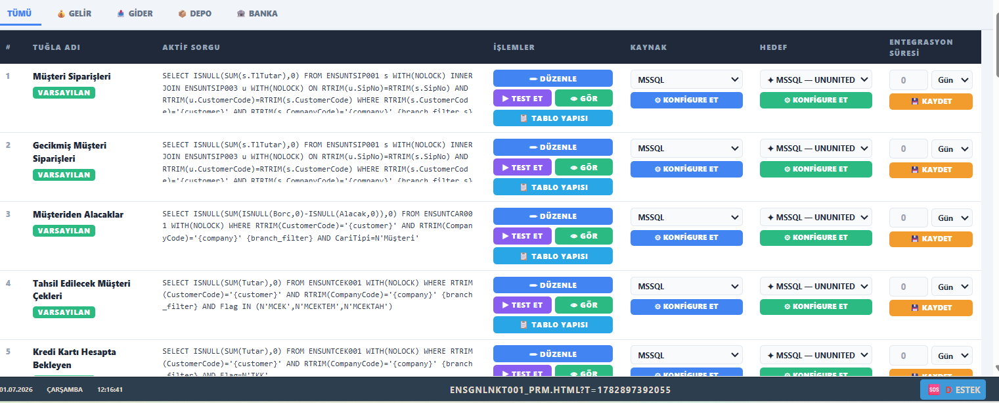 TÜMÜ GELİR GİDER DEPO BANKA
# TUĞLA ADI AKTİF SORGU İŞLEMLER KAYNAK HEDEF ENTEGRASYON SÜRESİ
1 Müşteri Siparişleri
VARSAYILAN
SELECT ISNULL(SUM(s.TlTutar),0) FROM ENSUNTSIP001 s WITH(NOLOCK) INNER
JOIN ENSUNTSIP003 u WITH(NOLOCK) ON RTRIM(u.SipNo)=RTRIM(s.SipNo) AND
RTRIM(u.CustomerCode)=RTRIM(s.CustomerCode) WHERE RTRIM(s.CustomerCod
e)='{customer}' AND RTRIM(s.CompanyCode)='{company}' {branch_filter_s}
DÜZENLE
TEST ET GÖR
TABLO YAPISI
MSSQL
KONFİGURE ET
✦ MSSQL — UNUNITED
KONFİGURE ET
0 Gün
KAYDET
2 Gecikmiş Müşteri
Siparişleri
VARSAYILAN
SELECT ISNULL(SUM(s.TlTutar),0) FROM ENSUNTSIP001 s WITH(NOLOCK) INNER
JOIN ENSUNTSIP003 u WITH(NOLOCK) ON RTRIM(u.SipNo)=RTRIM(s.SipNo) AND
RTRIM(u.CustomerCode)=RTRIM(s.CustomerCode) WHERE RTRIM(s.CustomerCod
e)='{customer}' AND RTRIM(s.CompanyCode)='{company}' {branch_filter_s}
DÜZENLE
TEST ET GÖR
TABLO YAPISI
MSSQL
KONFİGURE ET
✦ MSSQL — UNUNITED
KONFİGURE ET
0 Gün
KAYDET
3 Müşteriden Alacaklar
VARSAYILAN
SELECT ISNULL(SUM(ISNULL(Borc,0)-ISNULL(Alacak,0)),0) FROM ENSUNTCAR00
1 WITH(NOLOCK) WHERE RTRIM(CustomerCode)='{customer}' AND RTRIM(Compan
yCode)='{company}' {branch_filter} AND CariTipi=N'Müşteri'
DÜZENLE
TEST ET GÖR
TABLO YAPISI
MSSQL
KONFİGURE ET
✦ MSSQL — UNUNITED
KONFİGURE ET
0 Gün
KAYDET
4 Tahsil Edilecek Müşteri
Çekleri
VARSAYILAN
SELECT ISNULL(SUM(Tutar),0) FROM ENSUNTCEK001 WITH(NOLOCK) WHERE RTRIM
(CustomerCode)='{customer}' AND RTRIM(CompanyCode)='{company}' {branch
_filter} AND Flag IN (N'MCEK',N'MCEKTEM',N'MCEKTAH')
DÜZENLE
TEST ET GÖR
TABLO YAPISI
MSSQL
KONFİGURE ET
✦ MSSQL — UNUNITED
KONFİGURE ET
0 Gün
KAYDET
5 Kredi Kartı Hesapta
Bekleyen
SELECT ISNULL(SUM(Tutar),0) FROM ENSUNTCEK001 WITH(NOLOCK) WHERE RTRIM
(CustomerCode)='{customer}' AND RTRIM(CompanyCode)='{company}' {branch
_filter} AND Flag=N'TKK'
DÜZENLE
TEST ET GÖR
MSSQL
KONFİGURE ET
✦ MSSQL — UNUNITED
KONFİGURE ET
0 Gün
KAYDET
01.07.2026 ÇARŞAMBA 12:16:41 ENSGNLNKT001_PRM.HTML?T=1782897392055 SOS D ESTEK